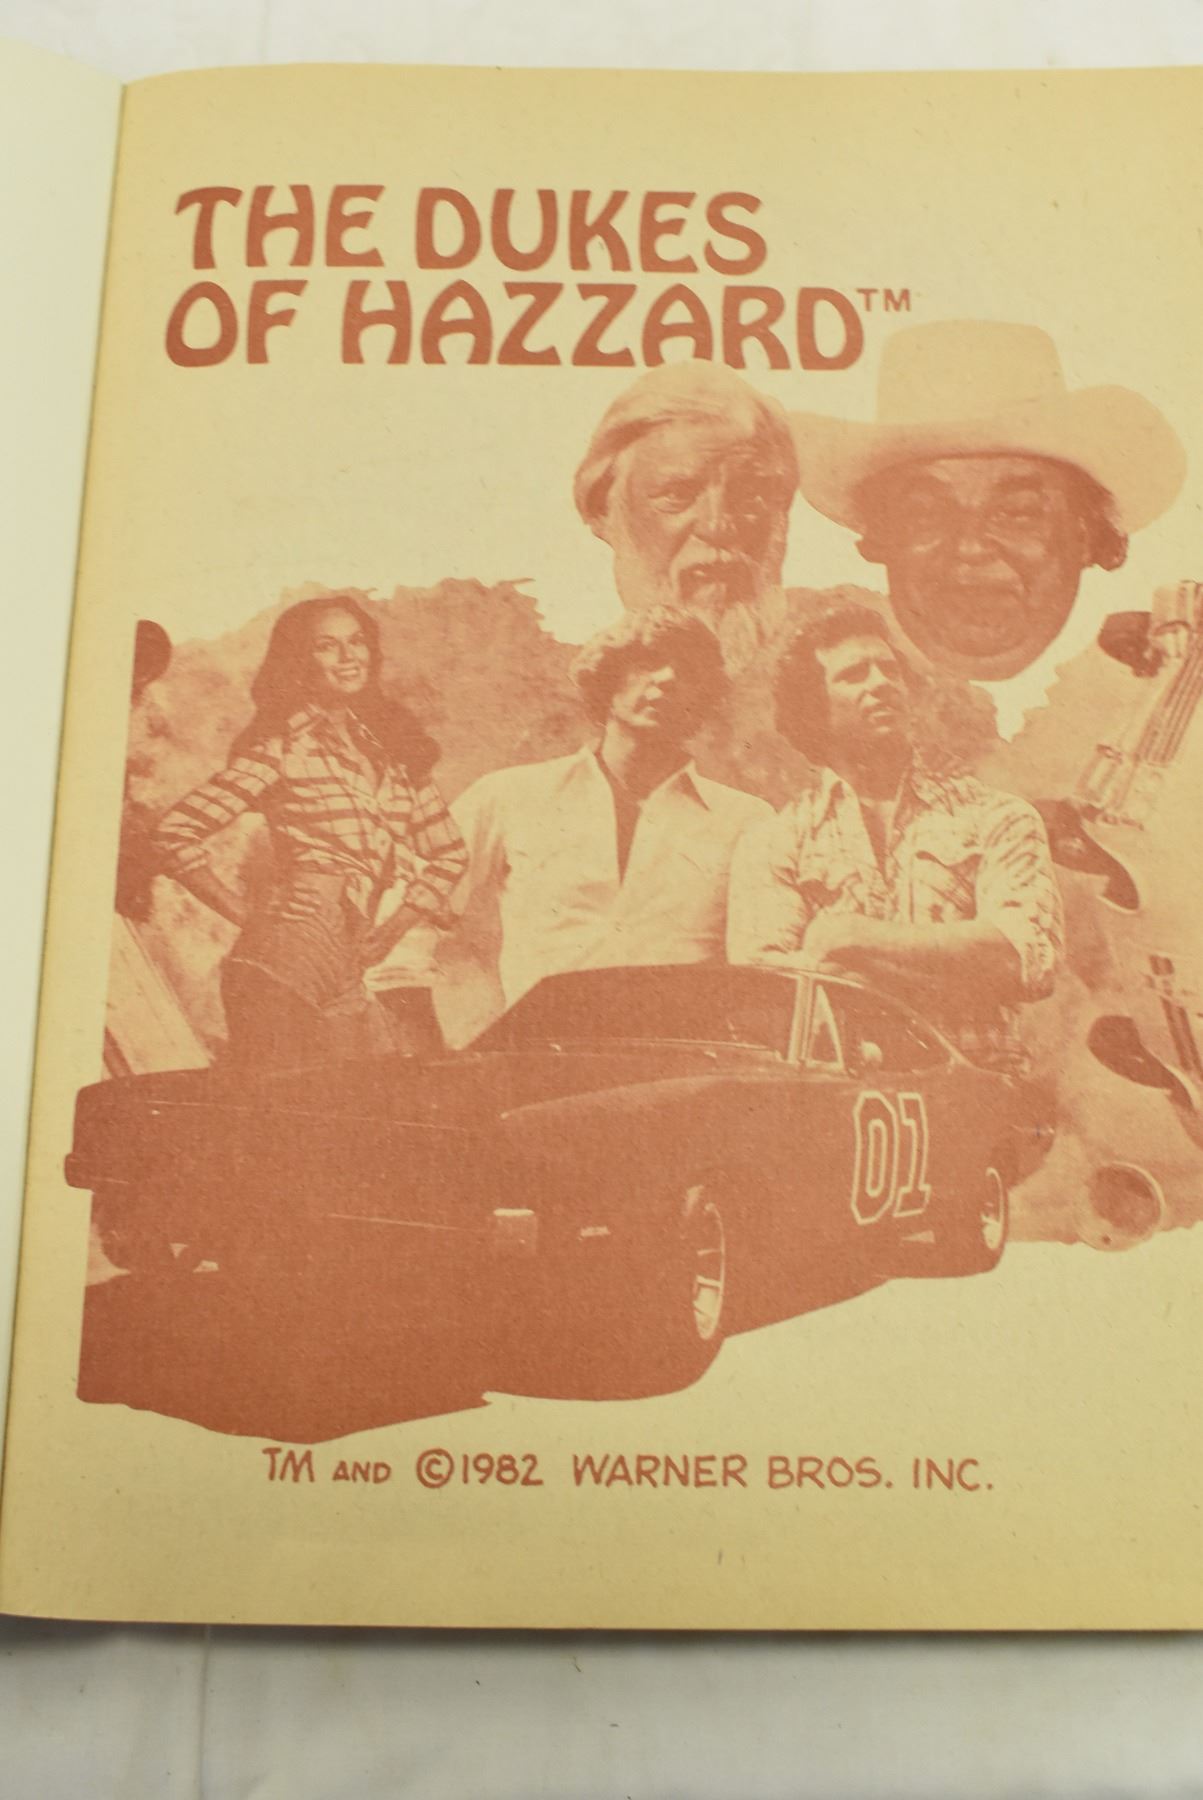 THE DUKES
OF HAZZARD™
01
TM AND ©1982 WARNER BROS. INC.